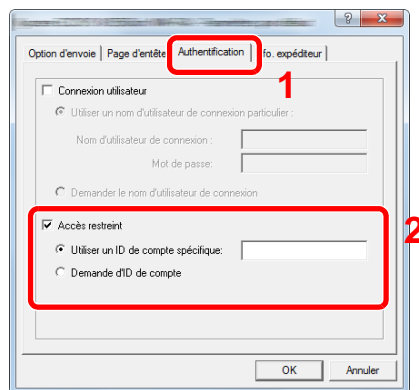 Option d'envoie Page d'entête Authentification fo. expéditeur
1
Connexion utilisateur
Utiliser un nom d'utilisateur de connexion particulier :
Nom d'utilisateur de connexion :
Mot de passe:
Demander le nom d'utilisateur de connexion
2
Accès restreint
Utiliser un ID de compte spécifique:
Demande d'ID de compte
OK Annuler